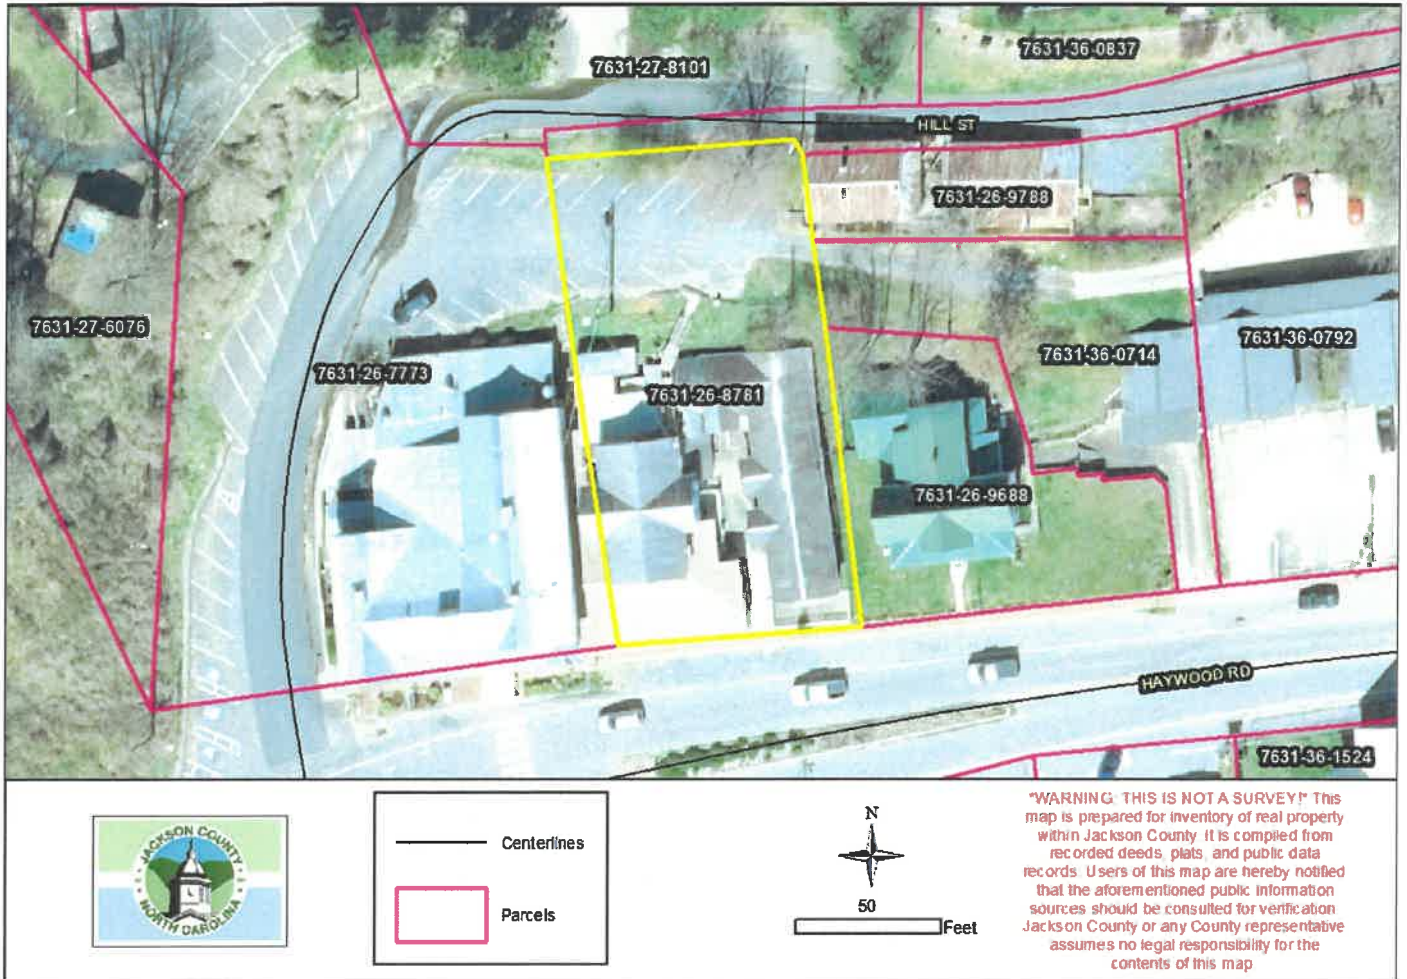 7631-36-0837
7631-27-8101
HILL ST
7631-26-9788
7631-27-6076
7631-36-0792
7631-36-0714
7631-26-7773
7631-26-8781
7631-26-9688
HAYWOOD RD
7631-36-1524
JACKSON COUNTY
NORTH CAROLINA
Centerlines
Parcels
N
50
Feet
"WARNING: THIS IS NOT A SURVEY!" This
map is prepared for inventory of real property
within Jackson County. It is compiled from
recorded deeds, plats, and public data
records. Users of this map are hereby notified
that the aforementioned public information
sources should be consulted for verification
Jackson County or any County representative
assumes no legal responsibility for the
contents of this map